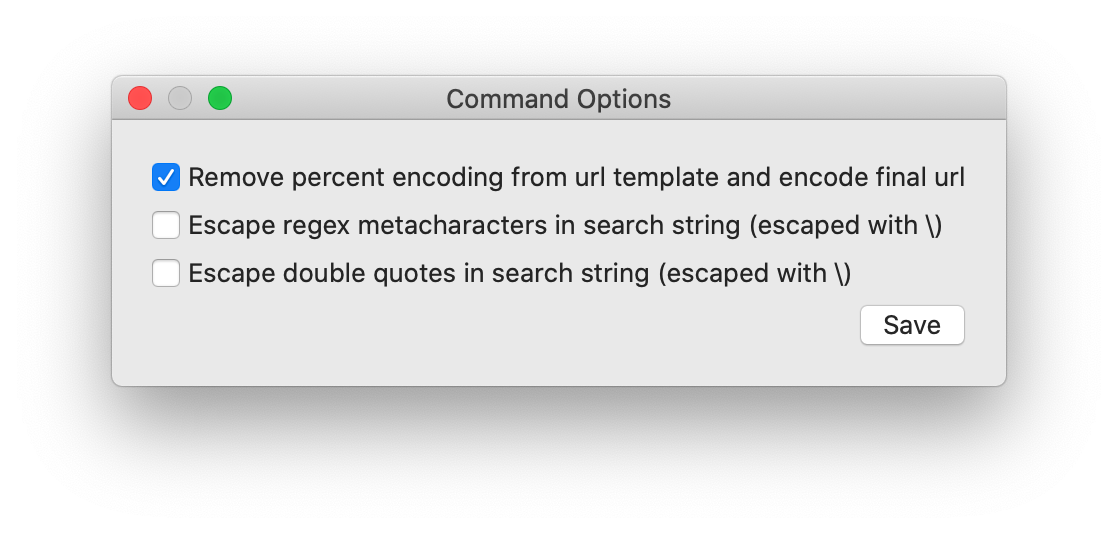 Command Options
Remove percent encoding from url template and encode final url
Escape regex metacharacters in search string (escaped with \)
Escape double quotes in search string (escaped with \)
Save